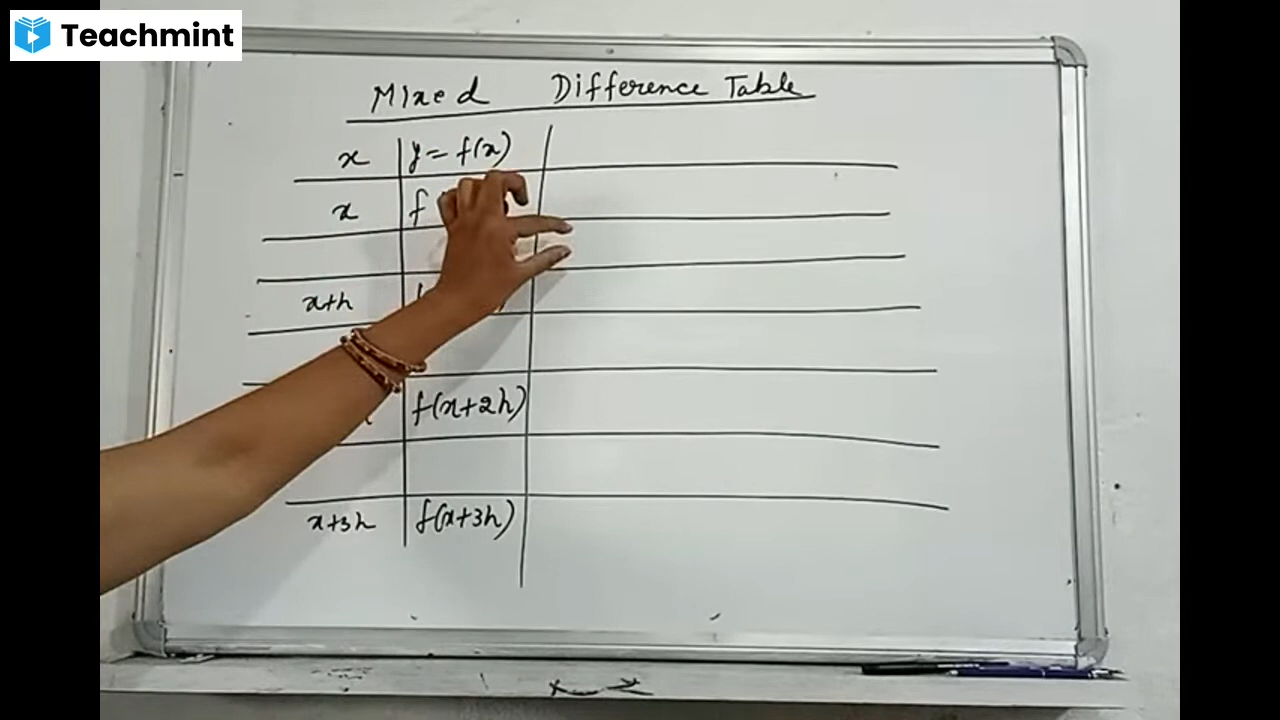 Teachmint
Mixed Difference Table
x y = f(x)
x f
x+h
f(x+2h)
x+3h f(x+3h)